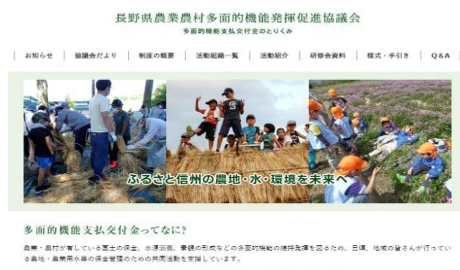 長野県農業農村多面的機能発揮促進協議会
多面的機能支払交付金のとりくみ
お知らせ 協議会だより 制度の概要 活動組織一覧 活動紹介 研修会資料 様式・手引き Q&A
ふるさと信州の農地・水・環境を未来へ
多面的機能支払交付金ってなに?
農業・農村が有している国土の保全、水源涵養、景観の形成などの多面的機能の維持発揮を図るため、日頃、地域の皆さんが行ってい
る農地・農業用水等の保全管理のための共同活動を支援しています。